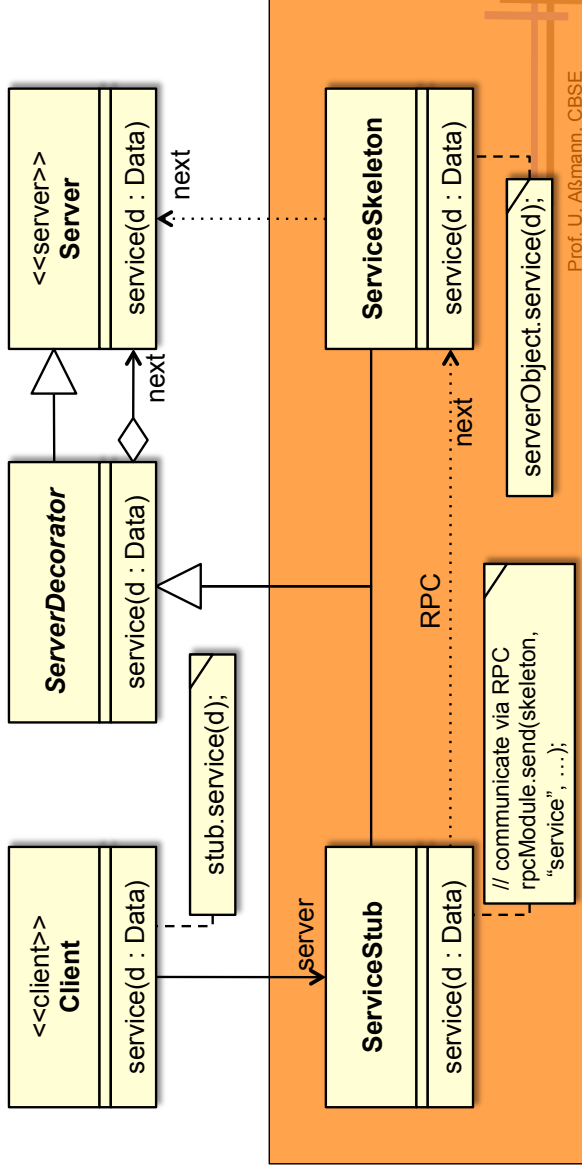 <<client>>
Client
service(d : Data)
ServerDecorator
service(d : Data)
<<server>>
Server
service(d : Data)
next
next
stub.service(d);
server
ServiceStub
service(d : Data)
RPC
next
ServiceSkeleton
service(d : Data)
// communicate via RPC
rpcModule.send(skeleton,
“service”, …);
serverObject.service(d);
Prof. U. Aßmann, CBSE